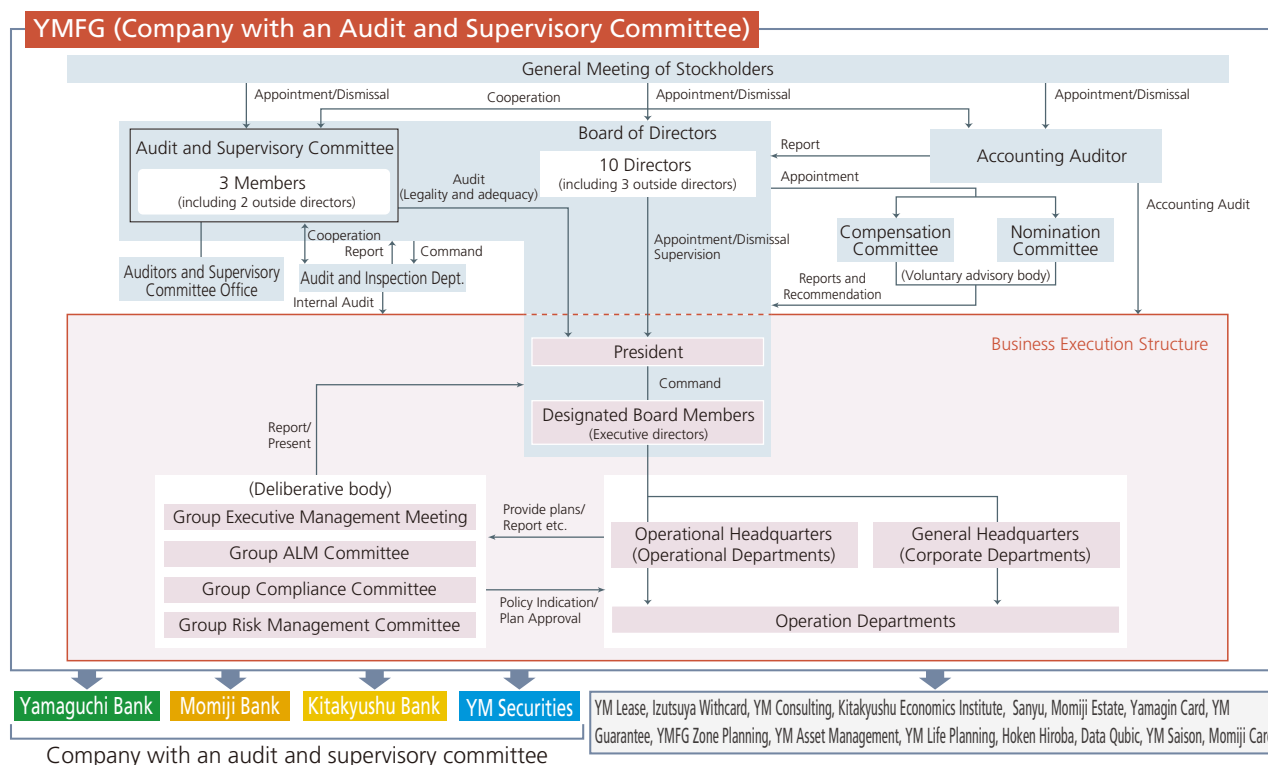 YMFG (Company with an Audit and Supervisory Committee)
General Meeting of Stockholders
Appointment/Dismissal
Cooperation
Appointment/Dismissal
Appointment/Dismissal
Board of Directors
Audit and Supervisory Committee
3 Members
(including 2 outside directors)
10 Directors
(including 3 outside directors)
Accounting Auditor
Report
Audit
(Legality and adequacy)
Appointment
Accounting Audit
Compensation
Committee
Nomination
Committee
(Voluntary advisory body)
Cooperation
Report
Command
Appointment/Dismissal
Supervision
Auditors and Supervisory
Committee Office
Audit and Inspection Dept.
Reports and
Recommendation
Internal Audit
Business Execution Structure
President
Command
Designated Board Members
(Executive directors)
Report/
Present
(Deliberative body)
Group Executive Management Meeting
Group ALM Committee
Group Compliance Committee
Group Risk Management Committee
Provide plans/
Report etc.
Policy Indication/
Plan Approval
Operational Headquarters
(Operational Departments)
General Headquarters
(Corporate Departments)
Operation Departments
Yamaguchi Bank
Momiji Bank
Kitakyushu Bank
YM Securities
YM Lease, Izutsuya Withcard, YM Consulting, Kitakyushu Economics Institute, Sanyu, Momiji Estate, Yamagin Card, YM
Guarantee, YMFG Zone Planning, YM Asset Management, YM Life Planning, Hoken Hiroba, Data Qubic, YM Saison, Momiji Card
Company with an audit and supervisory committee